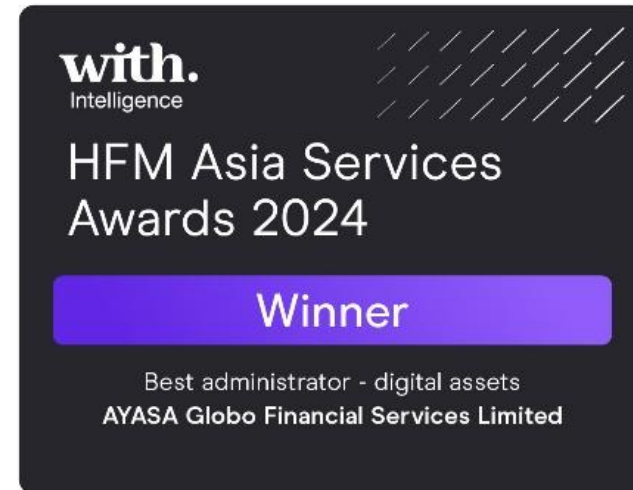 with.
Intelligence
HFM Asia Services
Awards 2024
Winner
Best administrator - digital assets
AYASA Globo Financial Services Limited